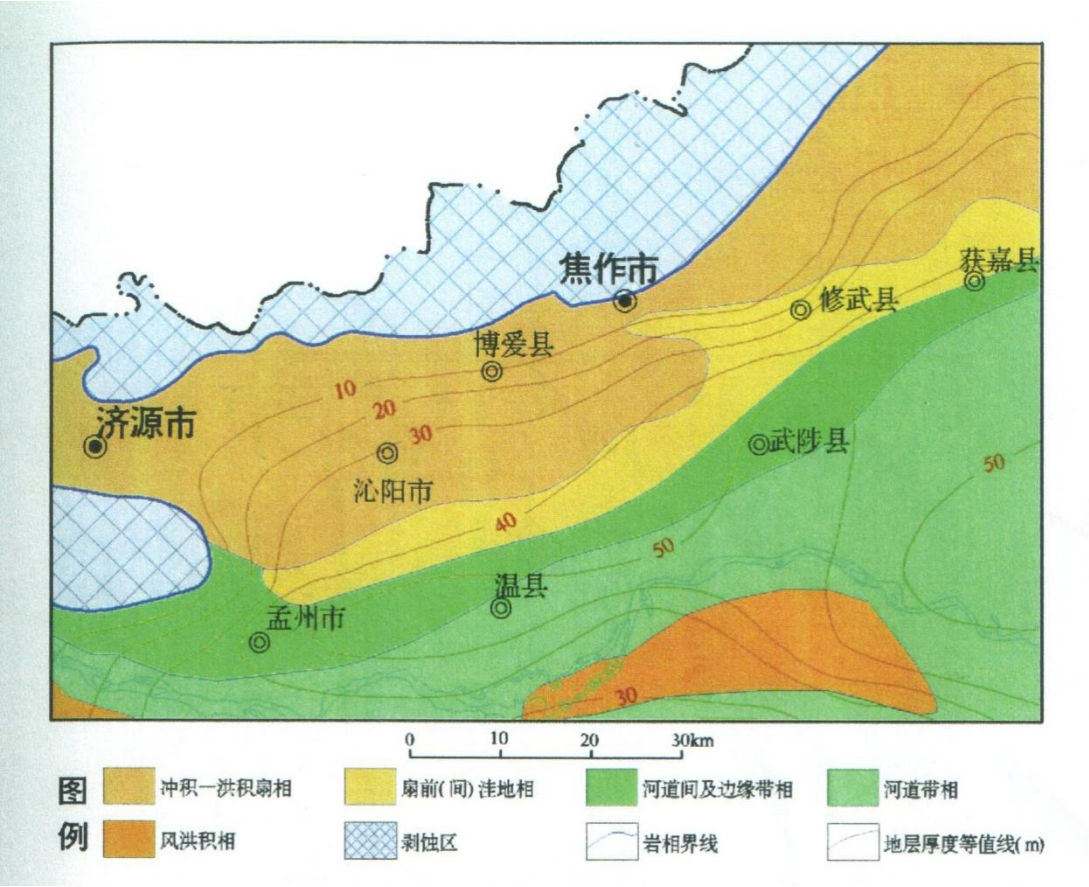 焦作市
获嘉县
修武县
博爱县
10
20
济源市
30
武陟县
沁阳市
50
40
50
温县
孟州市
30
0 10 20 30km
图例
冲积—洪积扇相
扇前(间)洼地相
河道间及边缘带相
河道带相
风洪积相
剥蚀区
岩相界线
地层厚度等值线(m)